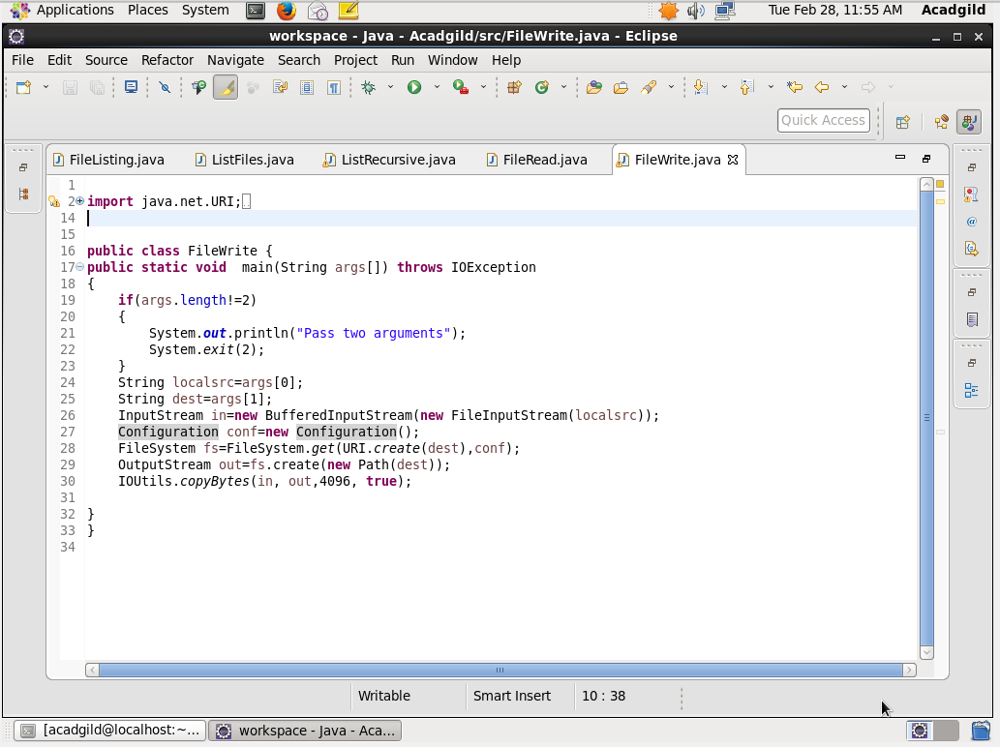 Applications Places System Tue Feb 28, 11:55 AM Acadgild
workspace - Java - Acadgild/src/FileWrite.java - Eclipse
File Edit Source Refactor Navigate Search Project Run Window Help
Quick Access
FileListing.java ListFiles.java ListRecursive.java FileRead.java FileWrite.java
1
2 import java.net.URI;
14
15
16 public class FileWrite {
17 public static void  main(String args[]) throws IOException
18 {
19     if(args.length!=2)
20     {
21         System.out.println("Pass two arguments");
22         System.exit(2);
23     }
24     String localsrc=args[0];
25     String dest=args[1];
26     InputStream in=new BufferedInputStream(new FileInputStream(localsrc));
27     Configuration conf=new Configuration();
28     FileSystem fs=FileSystem.get(URI.create(dest),conf);
29     OutputStream out=fs.create(new Path(dest));
30     IOUtils.copyBytes(in, out,4096, true);
31
32 }
33 }
34
Writable Smart Insert 10 : 38
[acadgild@localhost:~... workspace - Java - Aca...